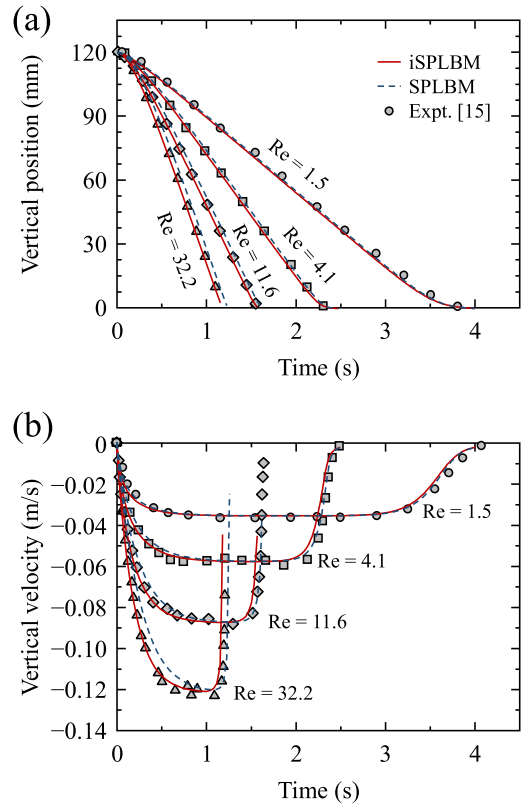 (a)
120
90
60
30
0
Vertical position (mm)
iSPLBM
SPLBM
Expt. [15]
Re = 1.5
Re = 4.1
Re = 11.6
Re = 32.2
0 1 2 3 4
Time (s)
(b)
0
−0.02
−0.04
−0.06
−0.08
−0.10
−0.12
−0.14
Vertical velocity (m/s)
Re = 1.5
Re = 4.1
Re = 11.6
Re = 32.2
0 1 2 3 4
Time (s)